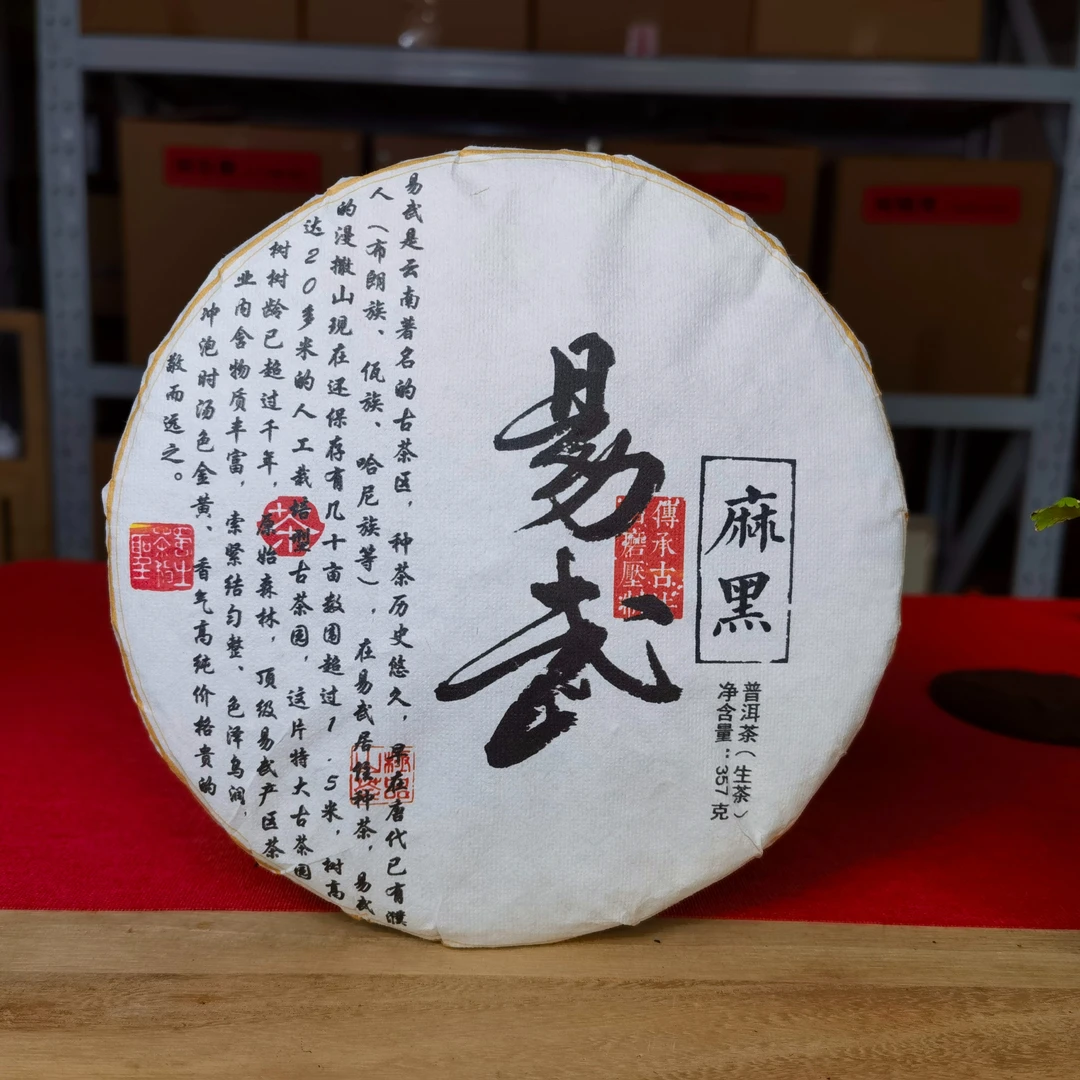 麻黑
普洱茶（生茶）
净含量：357克
傳承古
磨壓
易武
易武是云南著名的古茶区，种茶历史悠久，早在唐代已有濮
人（布朗族、佤族、哈尼族等），在易武居住种茶，易武
的漫撒山现在还保存有几十亩数围超过1.5米，树高
达20多米的人工栽培型古茶园，这片特大古茶园
树树龄已超过千年，原始森林，顶级易武产区茶
业内含物质丰富，索紧结匀整、色泽乌润，
冲泡时汤色金黄、香气高纯价格贵的
敬而远之。
茶